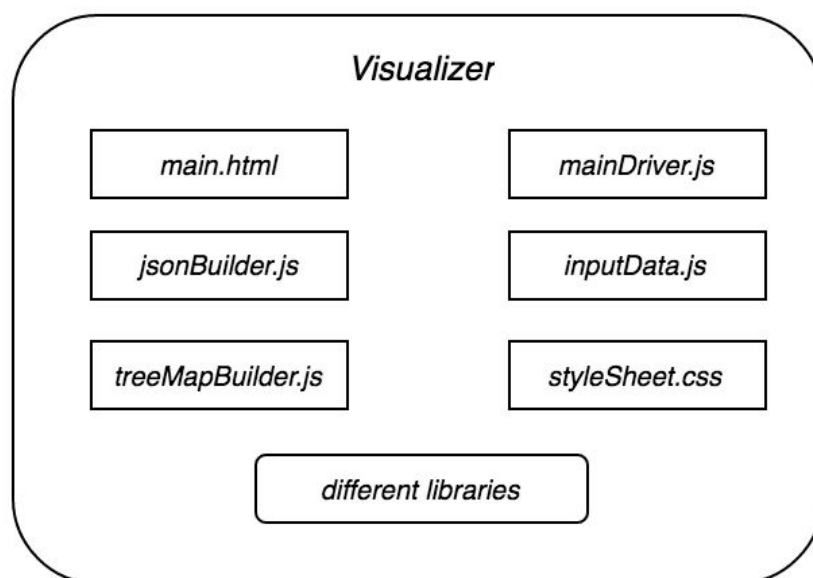 Visualizer
main.html
mainDriver.js
jsonBuilder.js
inputData.js
treeMapBuilder.js
styleSheet.css
different libraries